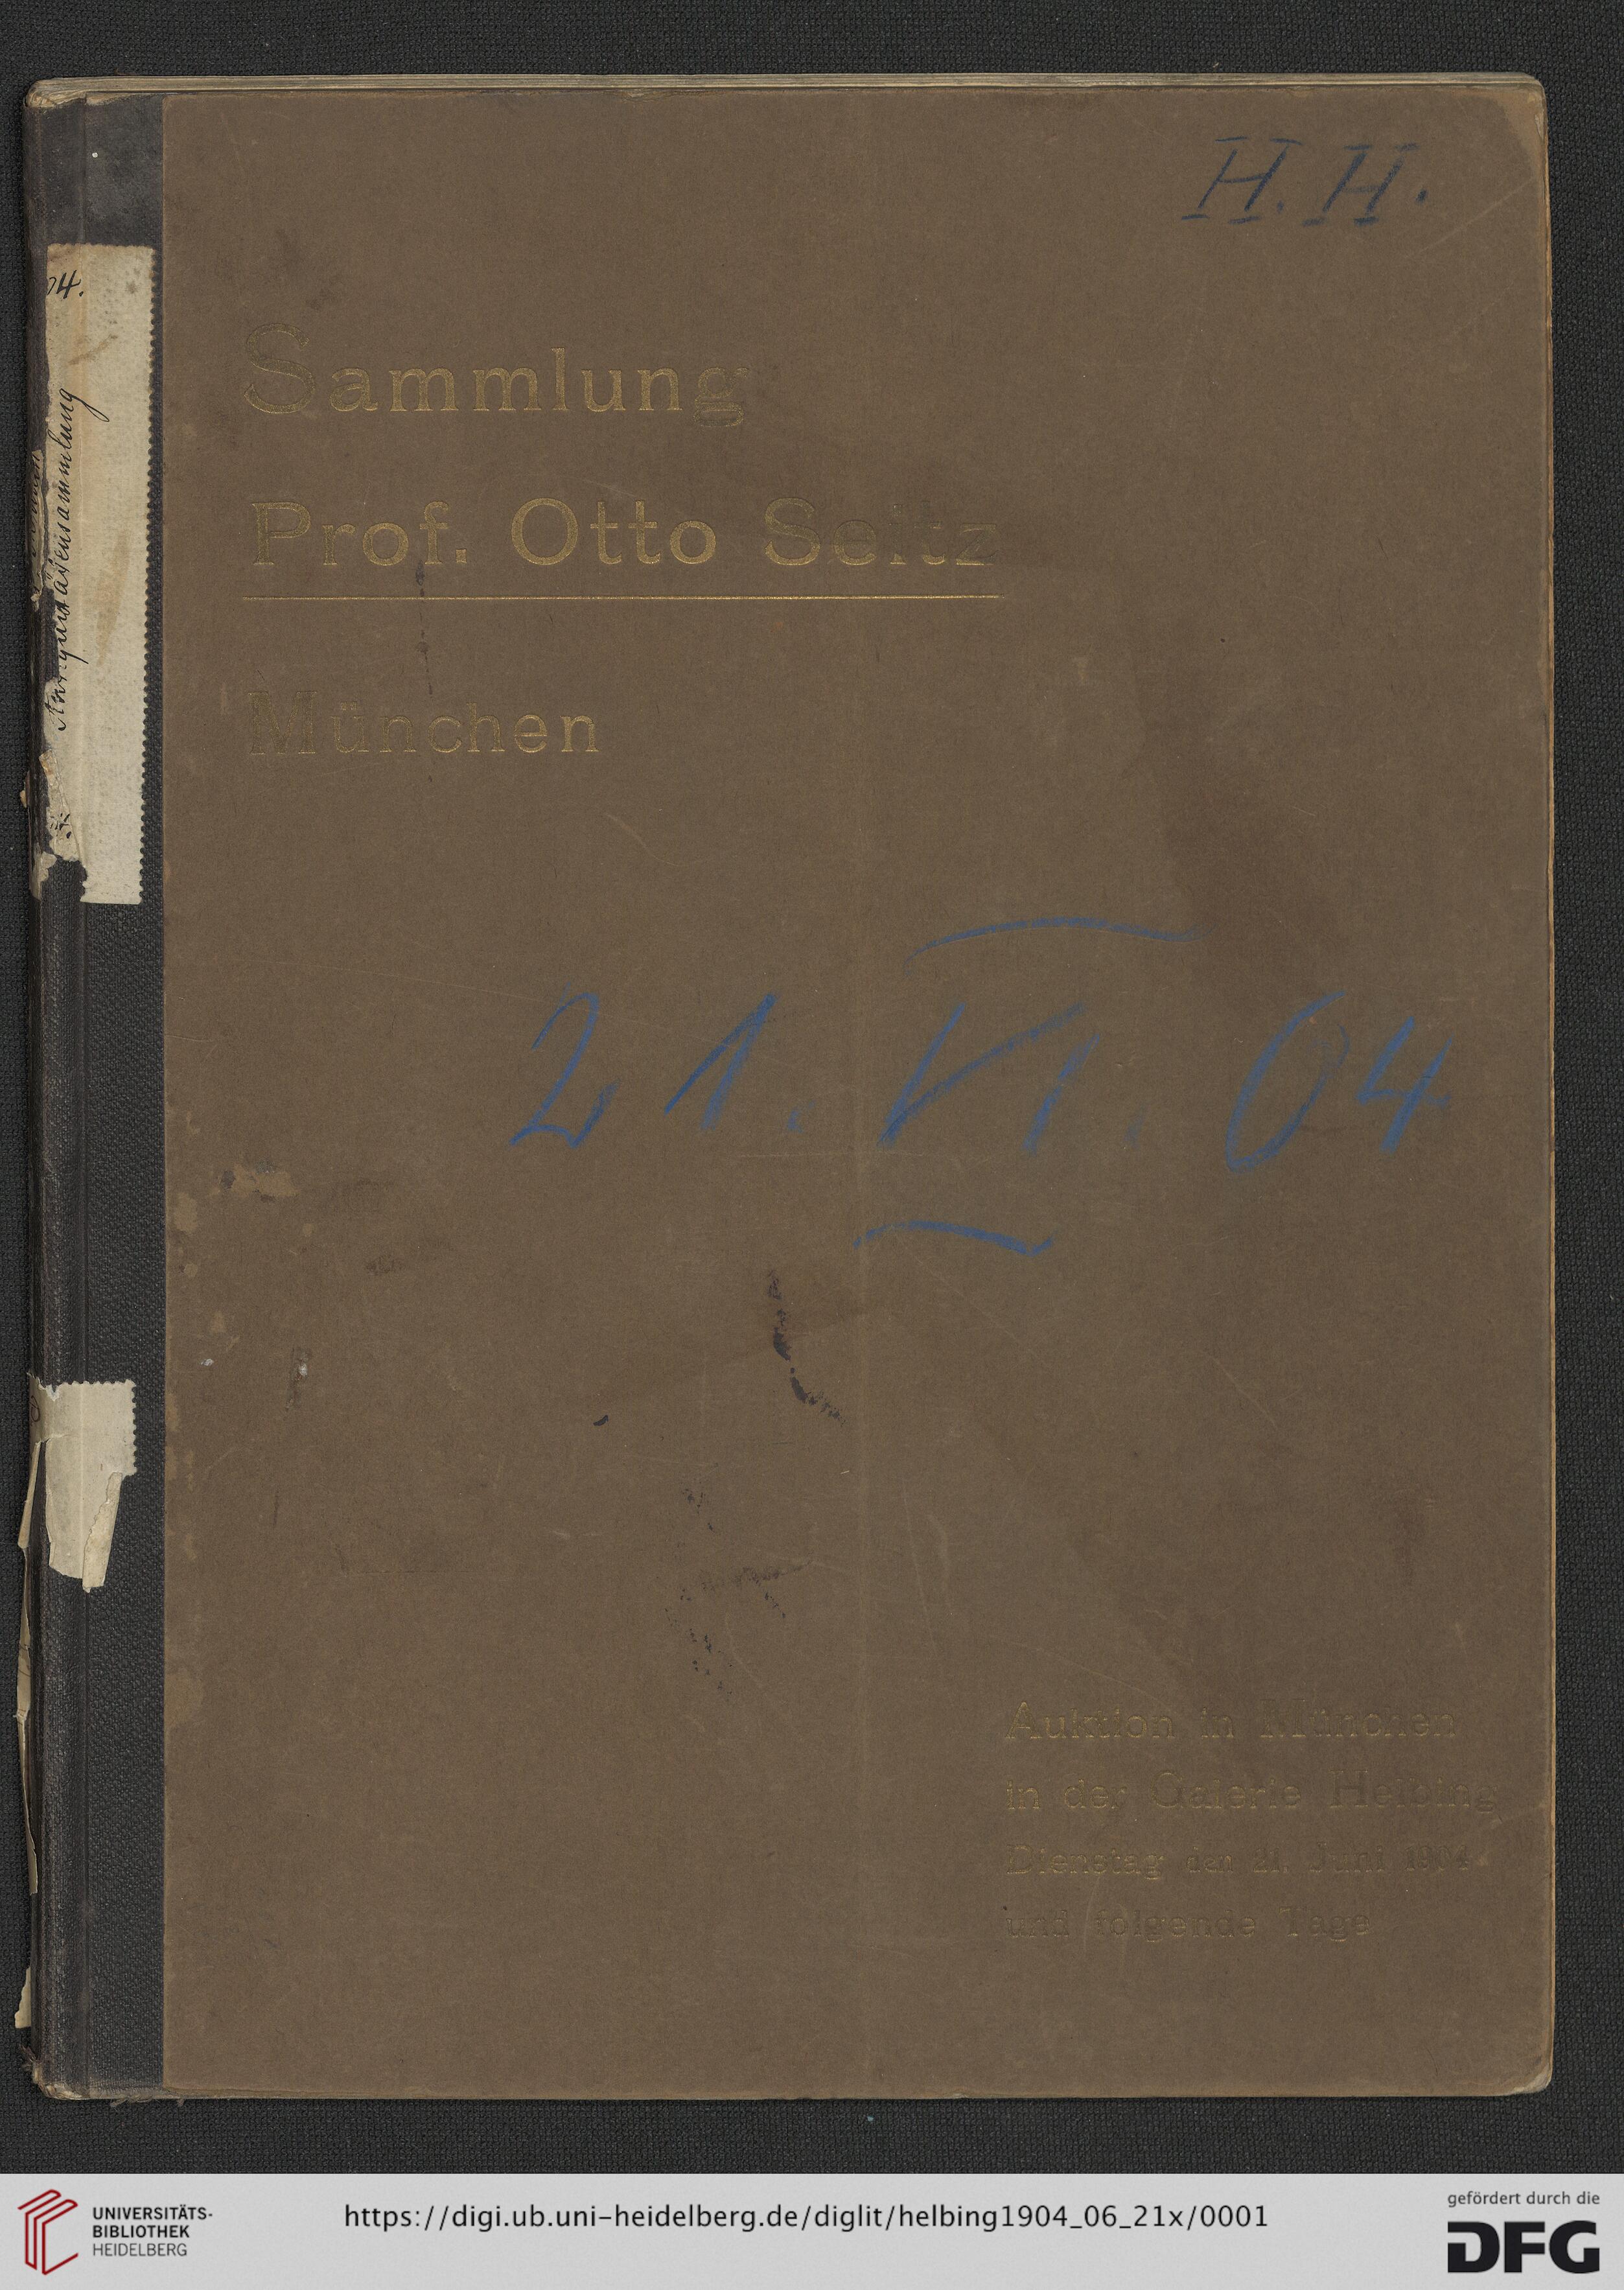 H. H.
04.
Antiquitätensammlung
Sammlung
Prof. Otto Seitz
München
21. VI. 04
Auktion in München
in der Galerie Helbing
Dienstag den 21. Juni 1904
und folgende Tage
UNIVERSITÄTS-
BIBLIOTHEK
HEIDELBERG
https://digi.ub.uni-heidelberg.de/diglit/helbing1904_06_21x/0001
gefördert durch die
DFG